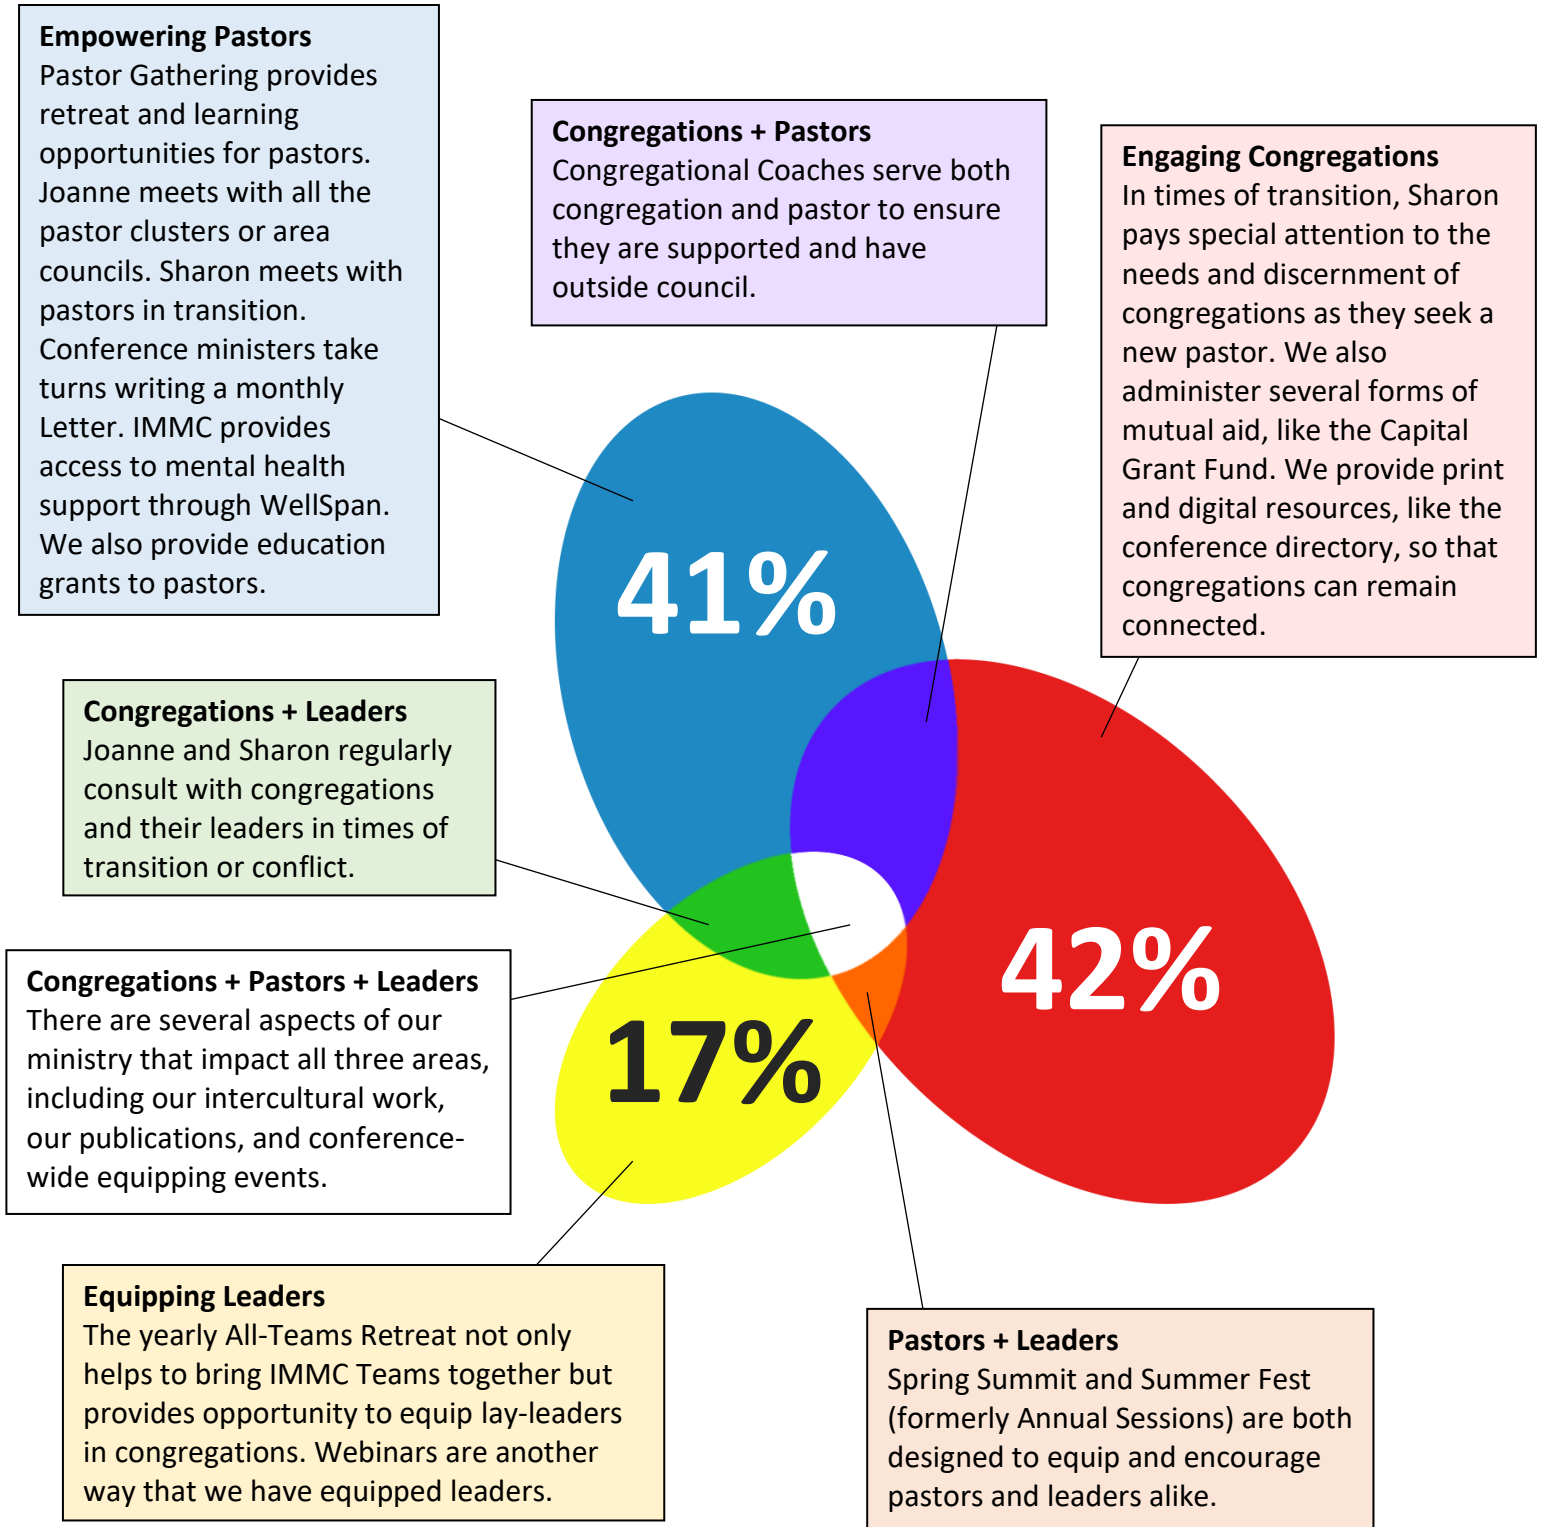 Empowering Pastors
Pastor Gathering provides
retreat and learning
opportunities for pastors.
Joanne meets with all the
pastor clusters or area
councils. Sharon meets with
pastors in transition.
Conference ministers take
turns writing a monthly
Letter. IMMC provides
access to mental health
support through WellSpan.
We also provide education
grants to pastors.
Congregations + Pastors
Congregational Coaches serve both
congregation and pastor to ensure
they are supported and have
outside council.
Engaging Congregations
In times of transition, Sharon
pays special attention to the
needs and discernment of
congregations as they seek a
new pastor. We also
administer several forms of
mutual aid, like the Capital
Grant Fund. We provide print
and digital resources, like the
conference directory, so that
congregations can remain
connected.
41%
Congregations + Leaders
Joanne and Sharon regularly
consult with congregations
and their leaders in times of
transition or conflict.
42%
Congregations + Pastors + Leaders
There are several aspects of our
ministry that impact all three areas,
including our intercultural work,
our publications, and conference-
wide equipping events.
17%
Equipping Leaders
The yearly All-Teams Retreat not only
helps to bring IMMC Teams together but
provides opportunity to equip lay-leaders
in congregations. Webinars are another
way that we have equipped leaders.
Pastors + Leaders
Spring Summit and Summer Fest
(formerly Annual Sessions) are both
designed to equip and encourage
pastors and leaders alike.